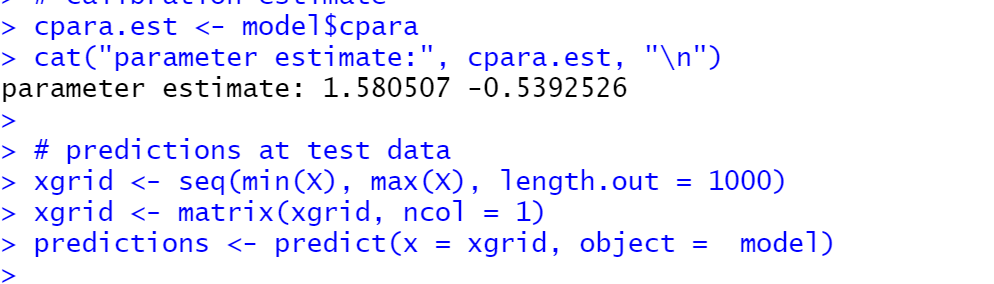 > # calibration estimate
> cpara.est <- model$cpara
> cat("parameter estimate:", cpara.est, "\n")
parameter estimate: 1.580507 -0.5392526
>
> # predictions at test data
> xgrid <- seq(min(X), max(X), length.out = 1000)
> xgrid <- matrix(xgrid, ncol = 1)
> predictions <- predict(x = xgrid, object =  model)
>